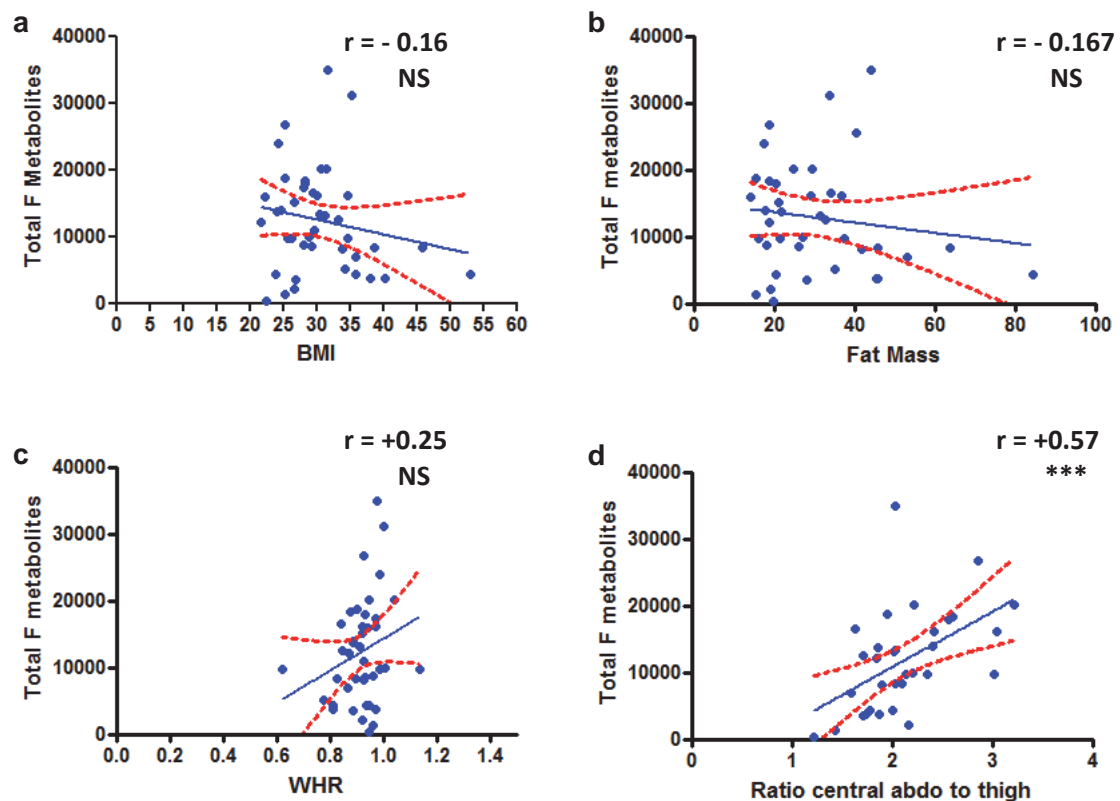 a
r = - 0.16
NS
Total F Metabolites
40000
30000
20000
10000
0
0 5 10 15 20 25 30 35 40 45 50 55 60
BMI
b
r = - 0.167
NS
Total F metabolites
40000
30000
20000
10000
0
0 20 40 60 80 100
Fat Mass
c
r = +0.25
NS
Total F metabolites
40000
30000
20000
10000
0
0.0 0.2 0.4 0.6 0.8 1.0 1.2 1.4
WHR
d
r = +0.57
***
Total F metabolites
40000
30000
20000
10000
0
0 1 2 3 4
Ratio central abdo to thigh